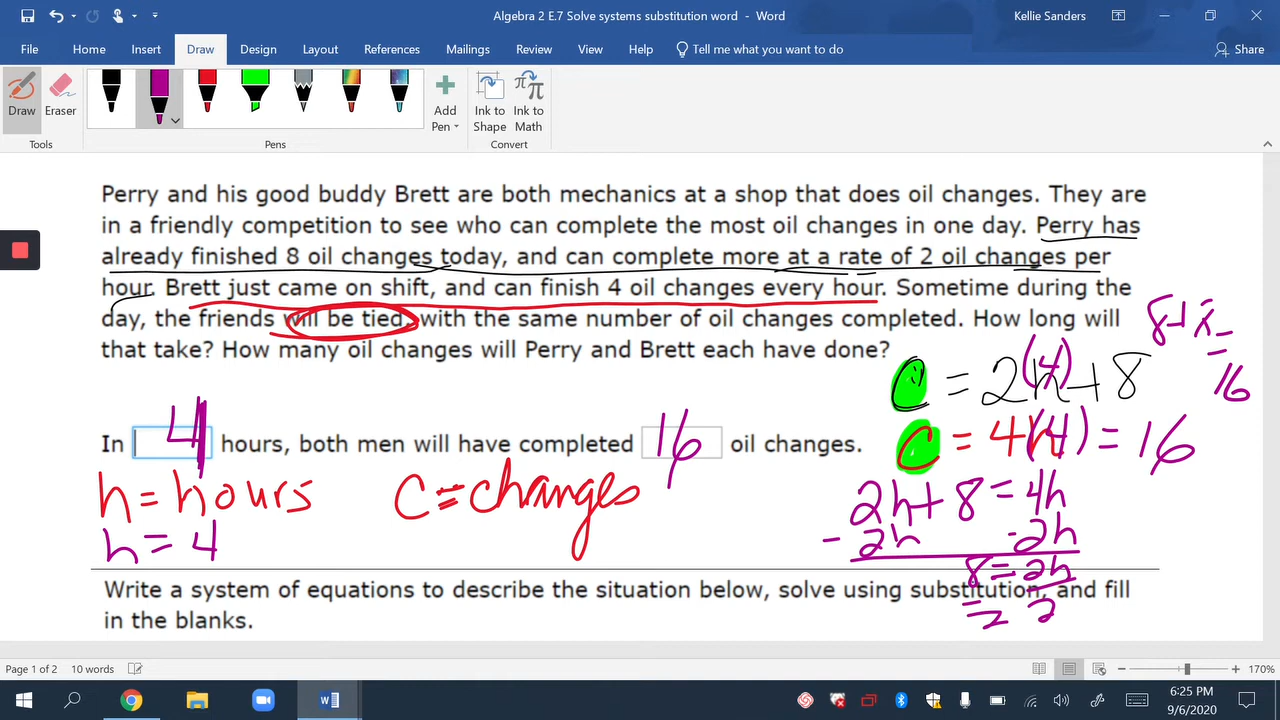 Algebra 2 E.7 Solve systems substitution word - Word
Kellie Sanders
File Home Insert Draw Design Layout References Mailings Review View Help Tell me what you want to do Share
Draw Eraser Add Pen Ink to Shape Ink to Math
Tools Pens Convert
Perry and his good buddy Brett are both mechanics at a shop that does oil changes. They are
in a friendly competition to see who can complete the most oil changes in one day. Perry has
already finished 8 oil changes today, and can complete more at a rate of 2 oil changes per
hour. Brett just came on shift, and can finish 4 oil changes every hour. Sometime during the
day, the friends will be tied, with the same number of oil changes completed. How long will
that take? How many oil changes will Perry and Brett each have done?
8+8=
16
C = 2h(4)+8
C = 4h(4) = 16
In 4 hours, both men will have completed 16 oil changes.
h = hours c = changes
h = 4
2h+8=4h
-2h -2h
8=2h
2 2
Write a system of equations to describe the situation below, solve using substitution, and fill
in the blanks.
Page 1 of 2 10 words 170%
6:25 PM
9/6/2020